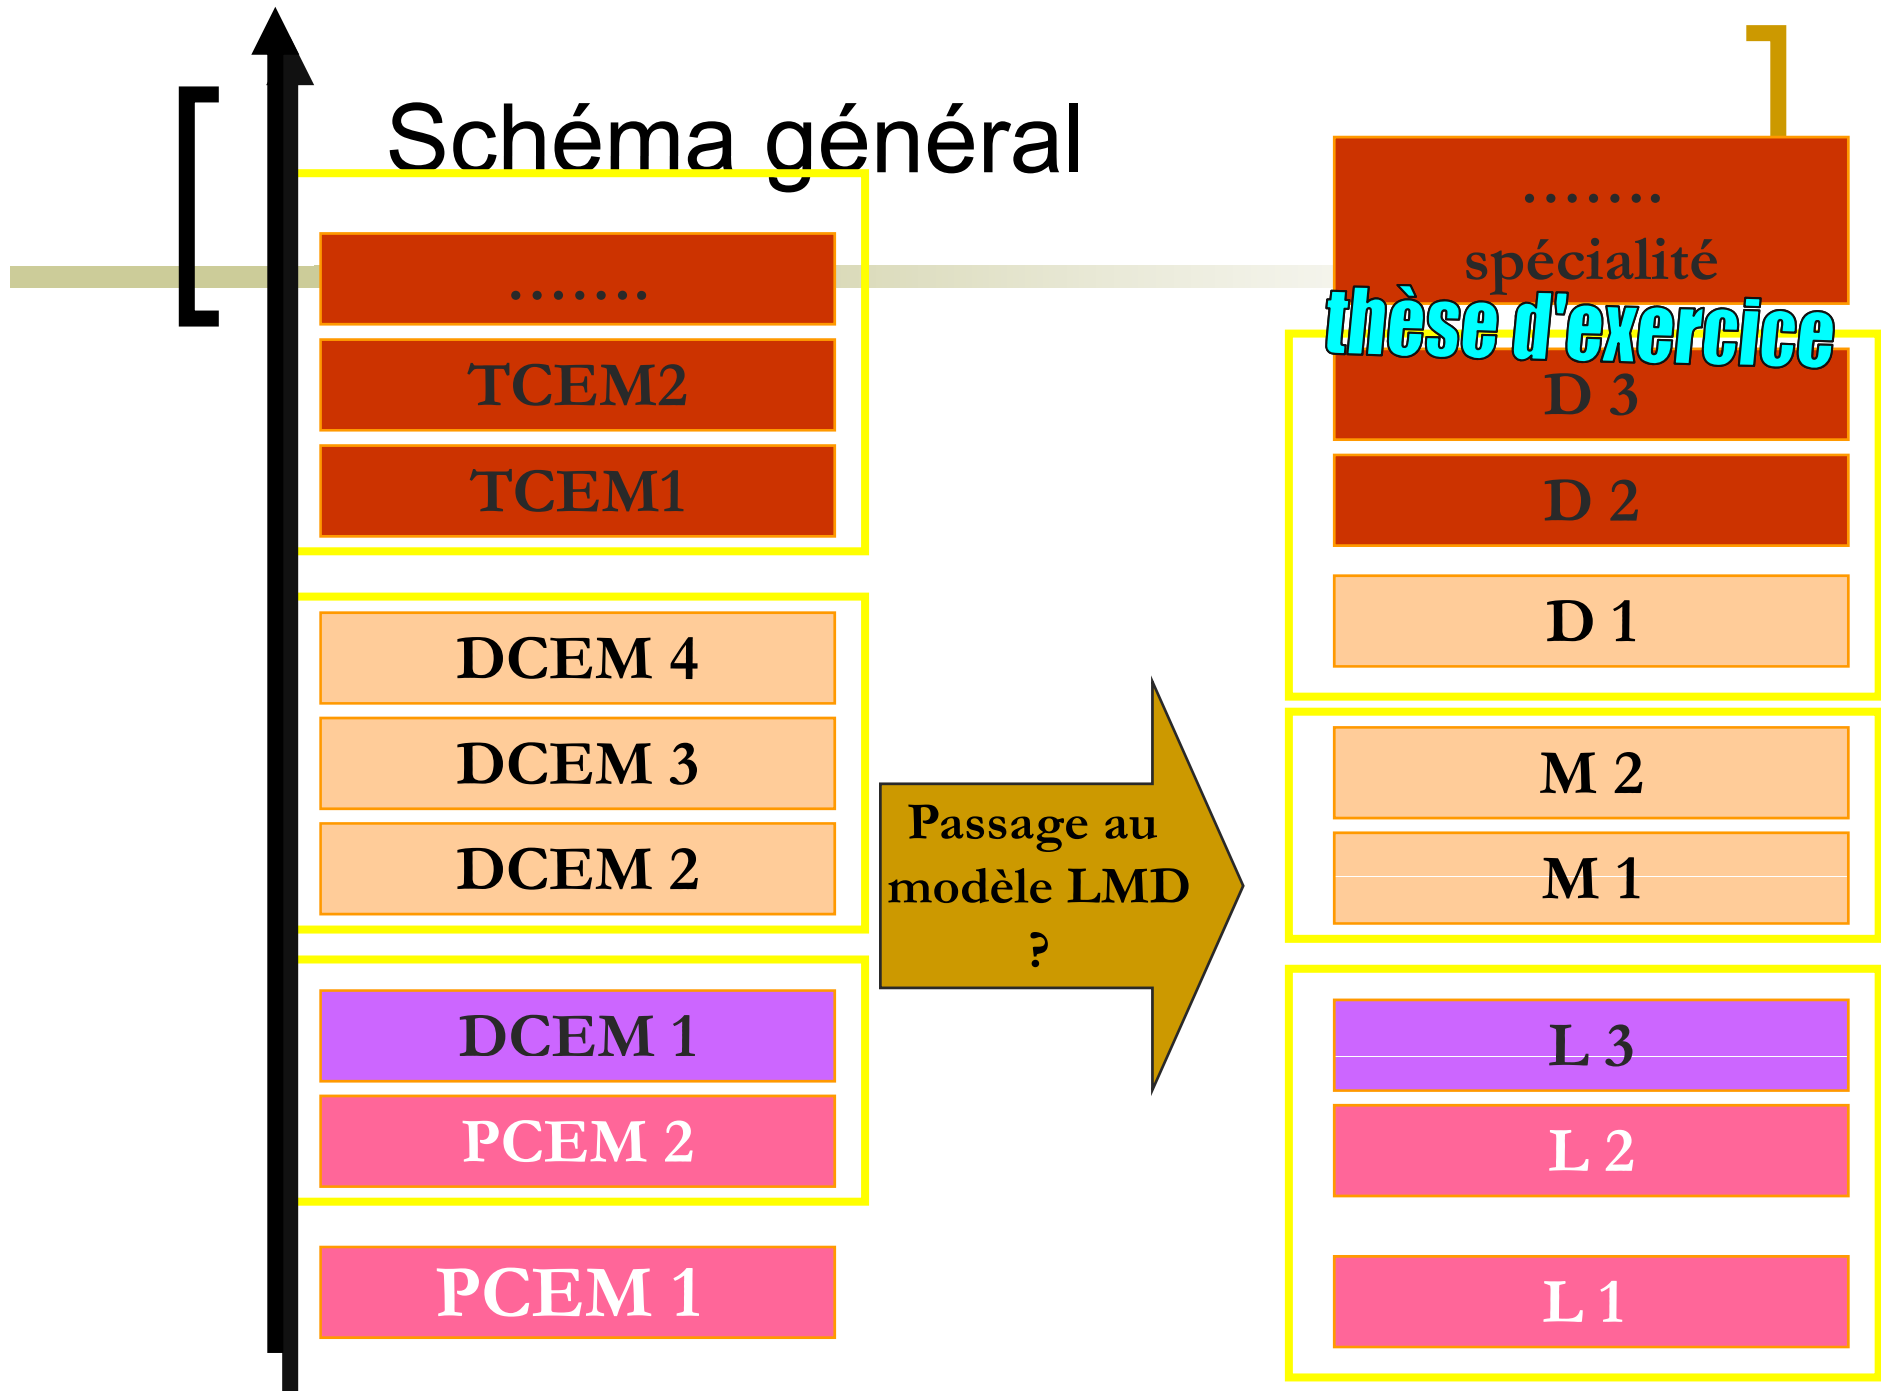 Schéma général
.......
TCEM2
TCEM1
DCEM 4
DCEM 3
DCEM 2
DCEM 1
PCEM 2
PCEM 1
Passage au
modèle LMD
?
.......
spécialité
thèse d'exercice
D 3
D 2
D 1
M 2
M 1
L 3
L 2
L 1